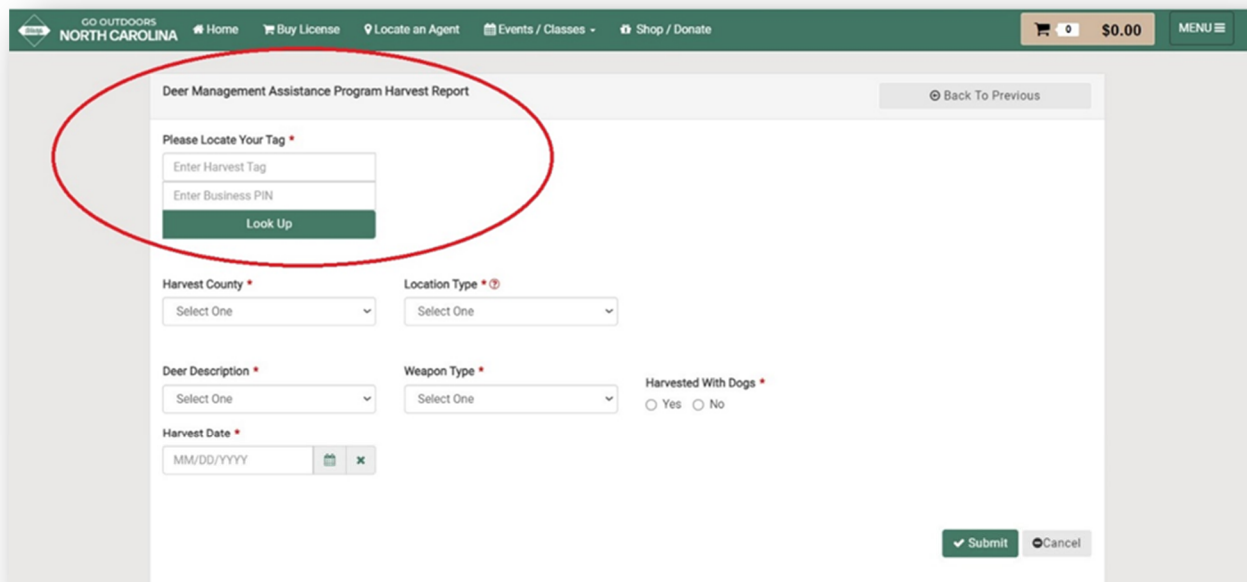 GO OUTDOORS
NORTH CAROLINA
Home
Buy License
Locate an Agent
Events / Classes
Shop / Donate
0
$0.00
MENU
Deer Management Assistance Program Harvest Report
Back To Previous
Please Locate Your Tag *
Enter Harvest Tag
Enter Business PIN
Look Up
Harvest County *
Location Type * ?
Select One
Select One
Deer Description *
Weapon Type *
Harvested With Dogs *
Select One
Select One
Yes No
Harvest Date *
MM/DD/YYYY
Submit
Cancel